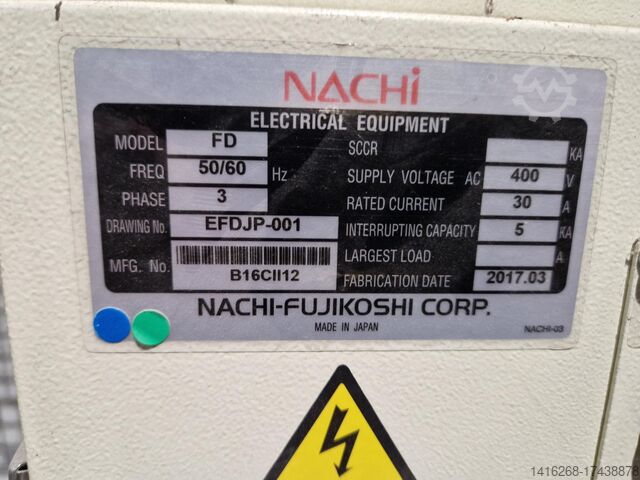 NACHi
ELECTRICAL EQUIPMENT
MODEL FD
FREQ 50/60 Hz
PHASE 3
DRAWING No. EFDJP-001
MFG. No. B16CII12
SCCR KA
SUPPLY VOLTAGE AC 400 V
RATED CURRENT 30 A
INTERRUPTING CAPACITY 5 KA
LARGEST LOAD A
FABRICATION DATE 2017.03
NACHI-FUJIKOSHI CORP.
MADE IN JAPAN
NACHI-03
1416268-17438878